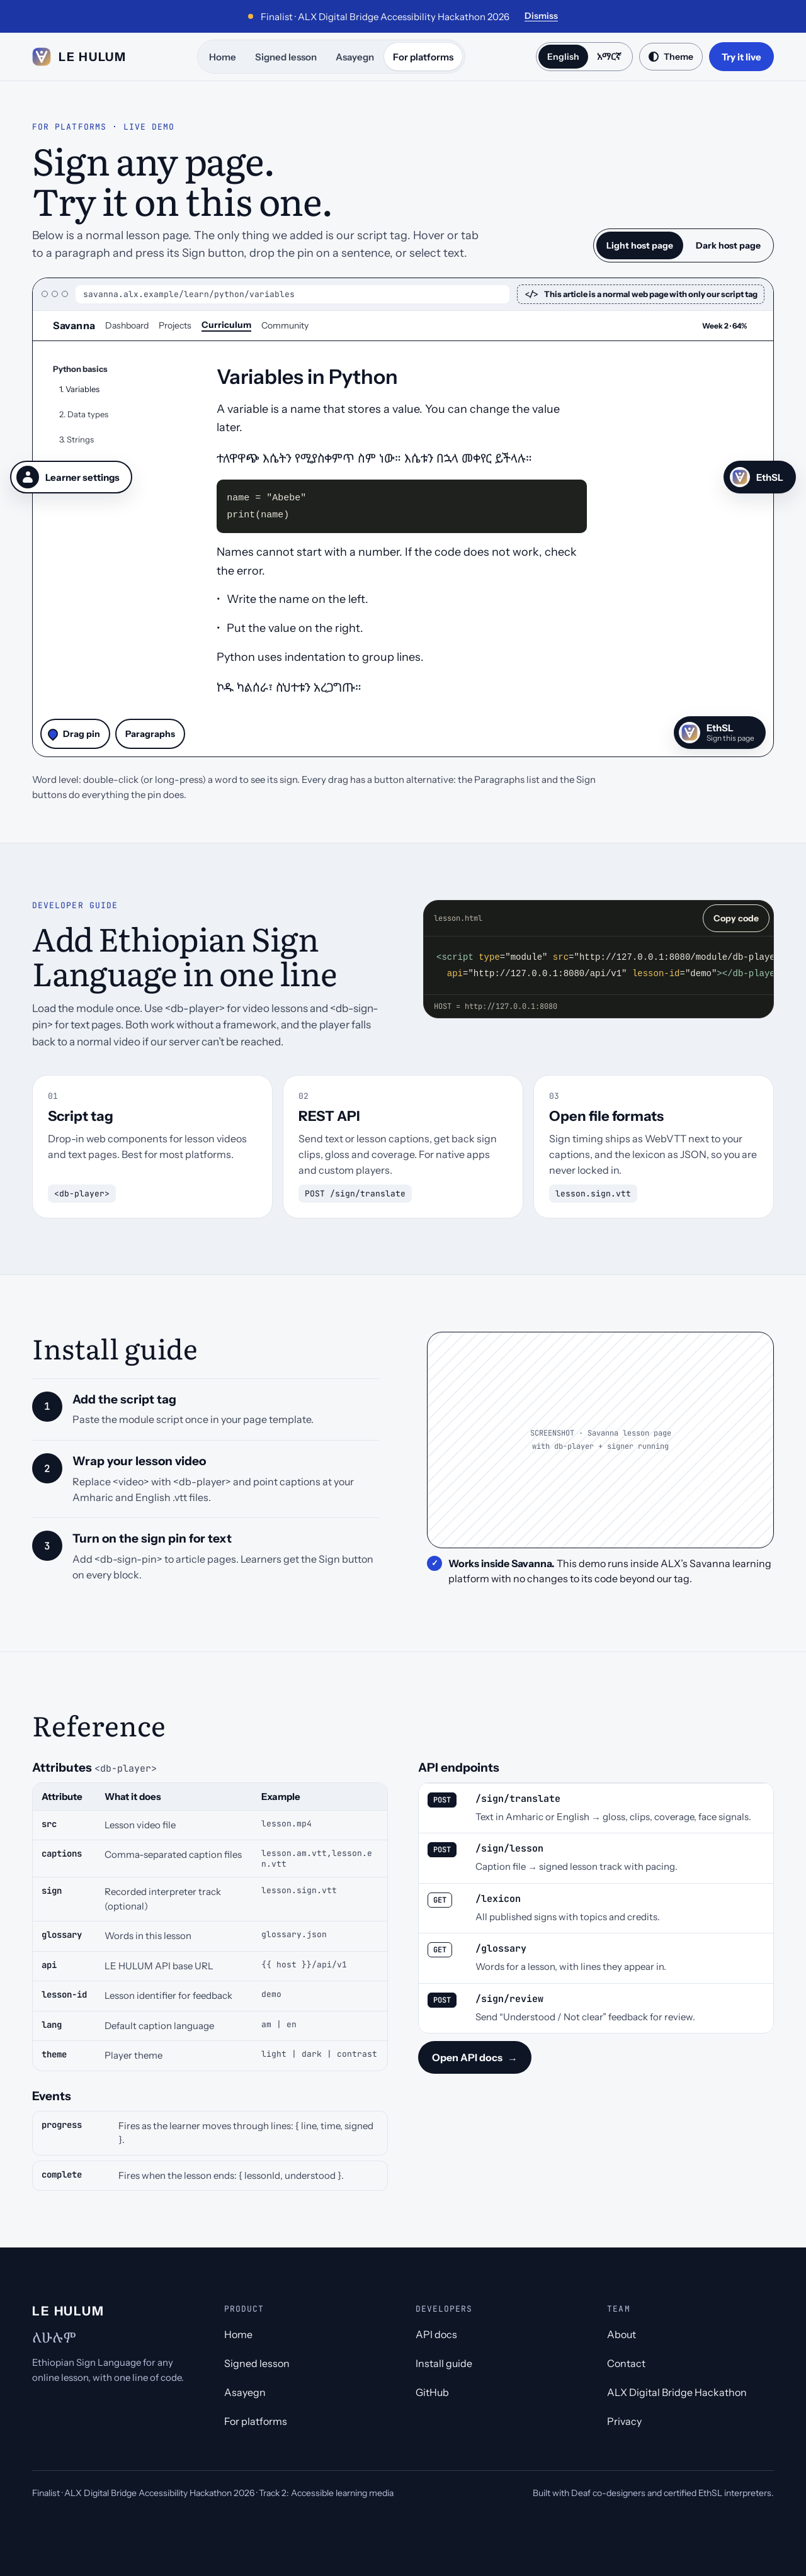 Finalist · ALX Digital Bridge Accessibility Hackathon 2026 Dismiss
LE HULUM Home Signed lesson Asayegn For platforms English አማርኛ Theme Try it live
FOR PLATFORMS · LIVE DEMO
Sign any page.
Try it on this one.
Below is a normal lesson page. The only thing we added is our script tag. Hover or tab
to a paragraph and press its Sign button, drop the pin on a sentence, or select text.
Light host page Dark host page
savanna.alx.example/learn/python/variables
</> This article is a normal web page with only our script tag
Savanna Dashboard Projects Curriculum Community Week 2 · 64%
Python basics
1. Variables
2. Data types
3. Strings
Learner settings
Variables in Python
A variable is a name that stores a value. You can change the value
later.
ተለዋዋጭ እሴትን የሚያስቀምጥ ስም ነው። እሴቱን በኋላ መቀየር ይችላሉ።
name = "Abebe"
print(name)
Names cannot start with a number. If the code does not work, check
the error.
• Write the name on the left.
• Put the value on the right.
Python uses indentation to group lines.
ኮዱ ካልሰራ፣ ስህተቱን አረጋግጡ።
EthSL
Drag pin Paragraphs
EthSL
Sign this page
Word level: double-click (or long-press) a word to see its sign. Every drag has a button alternative: the Paragraphs list and the Sign
buttons do everything the pin does.
DEVELOPER GUIDE
Add Ethiopian Sign
Language in one line
Load the module once. Use <db-player> for video lessons and <db-sign-
pin> for text pages. Both work without a framework, and the player falls
back to a normal video if our server can't be reached.
lesson.html Copy code
<script type="module" src="http://127.0.0.1:8080/module/db-playe
api="http://127.0.0.1:8080/api/v1" lesson-id="demo"></db-playe
HOST = http://127.0.0.1:8080
01
Script tag
Drop-in web components for lesson videos
and text pages. Best for most platforms.
<db-player>
02
REST API
Send text or lesson captions, get back sign
clips, gloss and coverage. For native apps
and custom players.
POST /sign/translate
03
Open file formats
Sign timing ships as WebVTT next to your
captions, and the lexicon as JSON, so you are
never locked in.
lesson.sign.vtt
Install guide
1
Add the script tag
Paste the module script once in your page template.
2
Wrap your lesson video
Replace <video> with <db-player> and point captions at your
Amharic and English .vtt files.
3
Turn on the sign pin for text
Add <db-sign-pin> to article pages. Learners get the Sign button
on every block.
SCREENSHOT · Savanna lesson page
with db-player + signer running
✓ Works inside Savanna. This demo runs inside ALX's Savanna learning
platform with no changes to its code beyond our tag.
Reference
Attributes <db-player>
Attribute What it does Example
src Lesson video file lesson.mp4
captions Comma-separated caption files lesson.am.vtt,lesson.e
n.vtt
sign Recorded interpreter track lesson.sign.vtt
(optional)
glossary Words in this lesson glossary.json
api LE HULUM API base URL {{ host }}/api/v1
lesson-id Lesson identifier for feedback demo
lang Default caption language am | en
theme Player theme light | dark | contrast
Events
progress Fires as the learner moves through lines: { line, time, signed
}.
complete Fires when the lesson ends: { lessonId, understood }.
API endpoints
POST /sign/translate
Text in Amharic or English → gloss, clips, coverage, face signals.
POST /sign/lesson
Caption file → signed lesson track with pacing.
GET /lexicon
All published signs with topics and credits.
GET /glossary
Words for a lesson, with lines they appear in.
POST /sign/review
Send “Understood / Not clear” feedback for review.
Open API docs →
LE HULUM
ለሁሉም
Ethiopian Sign Language for any
online lesson, with one line of code.
PRODUCT
Home
Signed lesson
Asayegn
For platforms
DEVELOPERS
API docs
Install guide
GitHub
TEAM
About
Contact
ALX Digital Bridge Hackathon
Privacy
Finalist · ALX Digital Bridge Accessibility Hackathon 2026 · Track 2: Accessible learning media
Built with Deaf co-designers and certified EthSL interpreters.